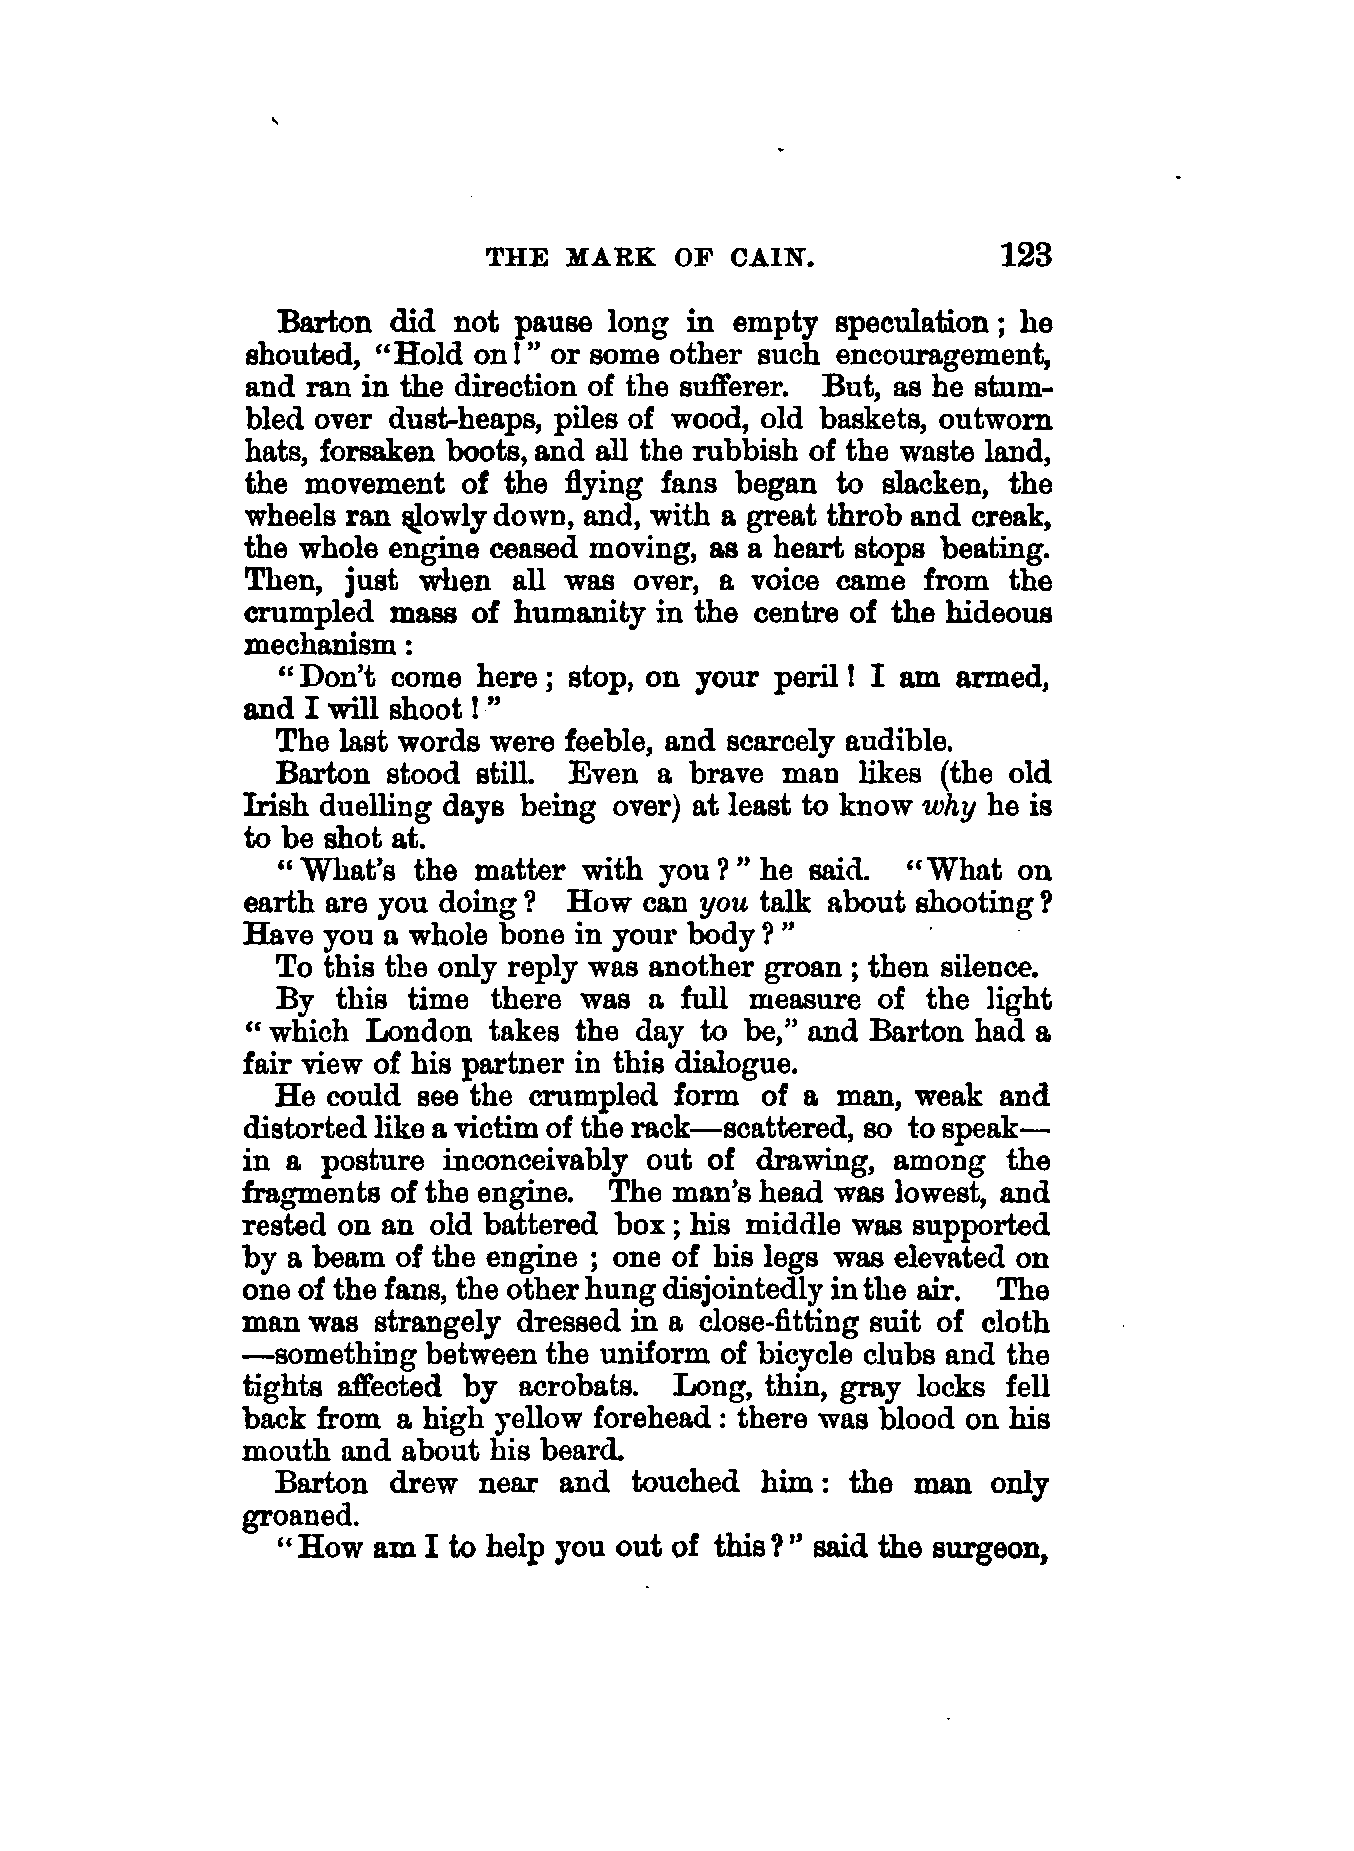 THE MARK OF CAIN. 123
Barton did not pause long in empty speculation; he
shouted, "Hold on!" or some other such encouragement,
and ran in the direction of the sufferer. But, as he stum-
bled over dust-heaps, piles of wood, old baskets, outworn
hats, forsaken boots, and all the rubbish of the waste land,
the movement of the flying fans began to slacken, the
wheels ran slowly down, and, with a great throb and creak,
the whole engine ceased moving, as a heart stops beating.
Then, just when all was over, a voice came from the
crumpled mass of humanity in the centre of the hideous
mechanism:
"Don't come here; stop, on your peril! I am armed,
and I will shoot!"
The last words were feeble, and scarcely audible.
Barton stood still. Even a brave man likes (the old
Irish duelling days being over) at least to know why he is
to be shot at.
"What's the matter with you?" he said. "What on
earth are you doing? How can you talk about shooting?
Have you a whole bone in your body?"
To this the only reply was another groan; then silence.
By this time there was a full measure of the light
"which London takes the day to be," and Barton had a
fair view of his partner in this dialogue.
He could see the crumpled form of a man, weak and
distorted like a victim of the rack—scattered, so to speak—
in a posture inconceivably out of drawing, among the
fragments of the engine. The man's head was lowest, and
rested on an old battered box; his middle was supported
by a beam of the engine; one of his legs was elevated on
one of the fans, the other hung disjointedly in the air. The
man was strangely dressed in a close-fitting suit of cloth
—something between the uniform of bicycle clubs and the
tights affected by acrobats. Long, thin, gray locks fell
back from a high yellow forehead: there was blood on his
mouth and about his beard.
Barton drew near and touched him: the man only
groaned.
"How am I to help you out of this?" said the surgeon,